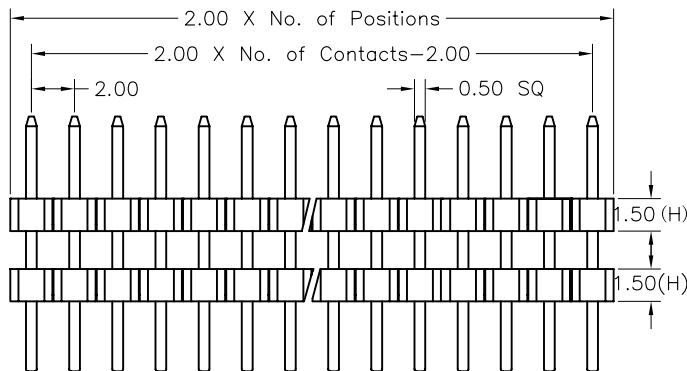 2.00 X No. of Positions
2.00 X No. of Contacts-2.00
2.00
0.50 SQ
1.50 (H)
1.50(H)